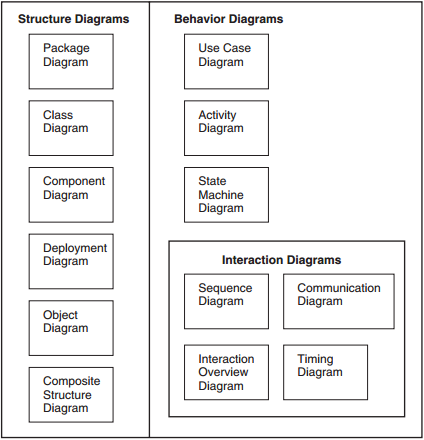 Structure Diagrams
Package
Diagram
Class
Diagram
Component
Diagram
Deployment
Diagram
Object
Diagram
Composite
Structure
Diagram
Behavior Diagrams
Use Case
Diagram
Activity
Diagram
State
Machine
Diagram
Interaction Diagrams
Sequence
Diagram
Communication
Diagram
Interaction
Overview
Diagram
Timing
Diagram